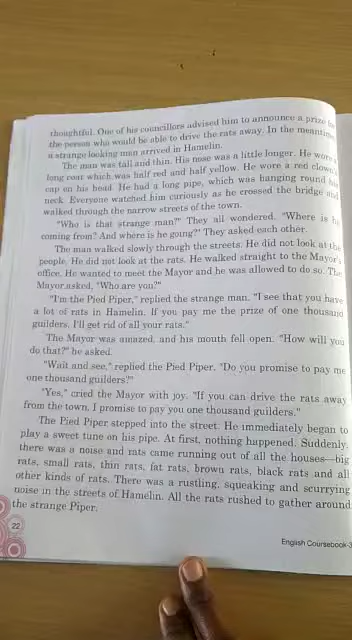 thoughtful. One of his councillors advised him to announce a prize
the person who would be able to drive the rats away. In the meantime
a strange looking man arrived in Hamelin.
The man was tall and thin. His nose was a little longer. He wore a
long coat which was half red and half yellow. He wore a red clown
cap on his head. He had a long pipe, which was hanging round his
neck. Everyone watched him curiously as he crossed the bridge and
walked through the narrow streets of the town.
"Who is that strange man?" They all wondered. "Where is he
coming from? And where is he going?" They asked each other.
The man walked slowly through the streets. He did not look at the
people. He did not look at the rats. He walked straight to the Mayor's
office. He wanted to meet the Mayor and he was allowed to do so. The
Mayor asked, "Who are you?"
"I'm the Pied Piper," replied the strange man. "I see that you have
a lot of rats in Hamelin. If you pay me the prize of one thousand
guilders, I'll get rid of all your rats."
The Mayor was amazed, and his mouth fell open. "How will you
do that?" he asked.
"Wait and see," replied the Pied Piper. "Do you promise to pay me
one thousand guilders?"
"Yes," cried the Mayor with joy. "If you can drive the rats away
from the town, I promise to pay you one thousand guilders."
The Pied Piper stepped into the street. He immediately began to
play a sweet tune on his pipe. At first, nothing happened. Suddenly,
there was a noise and rats came running out of all the houses—big
rats, small rats, thin rats, fat rats, brown rats, black rats and all
other kinds of rats. There was a rustling, squeaking and scurrying
noise in the streets of Hamelin. All the rats rushed to gather around
the strange Piper.
22
English Coursebook-3